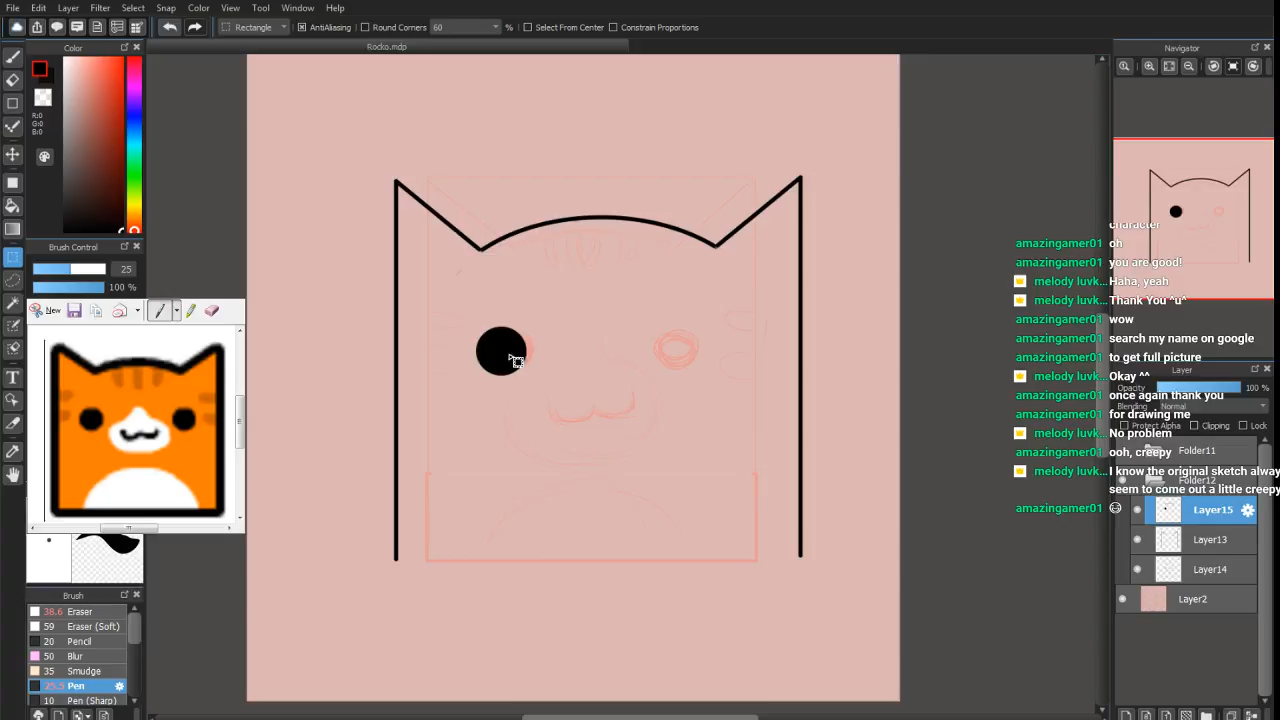 File Edit Layer Filter Select Snap Color View Tool Window Help
Rectangle AntiAliasing Round Corners 60 % Select From Center Constrain Proportions
Rocko.mdp
Color
R:0
G:0
B:0
Brush Control
25
100 %
New
Brush
38.6 Eraser
59 Eraser (Soft)
20 Pencil
50 Blur
35 Smudge
25.5 Pen
10 Pen (Sharp)
Navigator
character
amazingamer01 oh
amazingamer01 you are good!
melody luvk... Haha, yeah
melody luvk... Thank You ^u^
amazingamer01 wow
amazingamer01 search my name on google
amazingamer01 to get full picture
melody luvk... Okay ^^
amazingamer01 once again thank you
amazingamer01 for drawing me
melody luvk... No problem
amazingamer01 ooh, creepy
melody luvk... I know the original sketch alway
seem to come out a little creepy
amazingamer01
Layer
Opacity 100 %
Blending Normal
Protect Alpha Clipping Lock
Folder11
Folder12
Layer15
Layer13
Layer14
Layer2